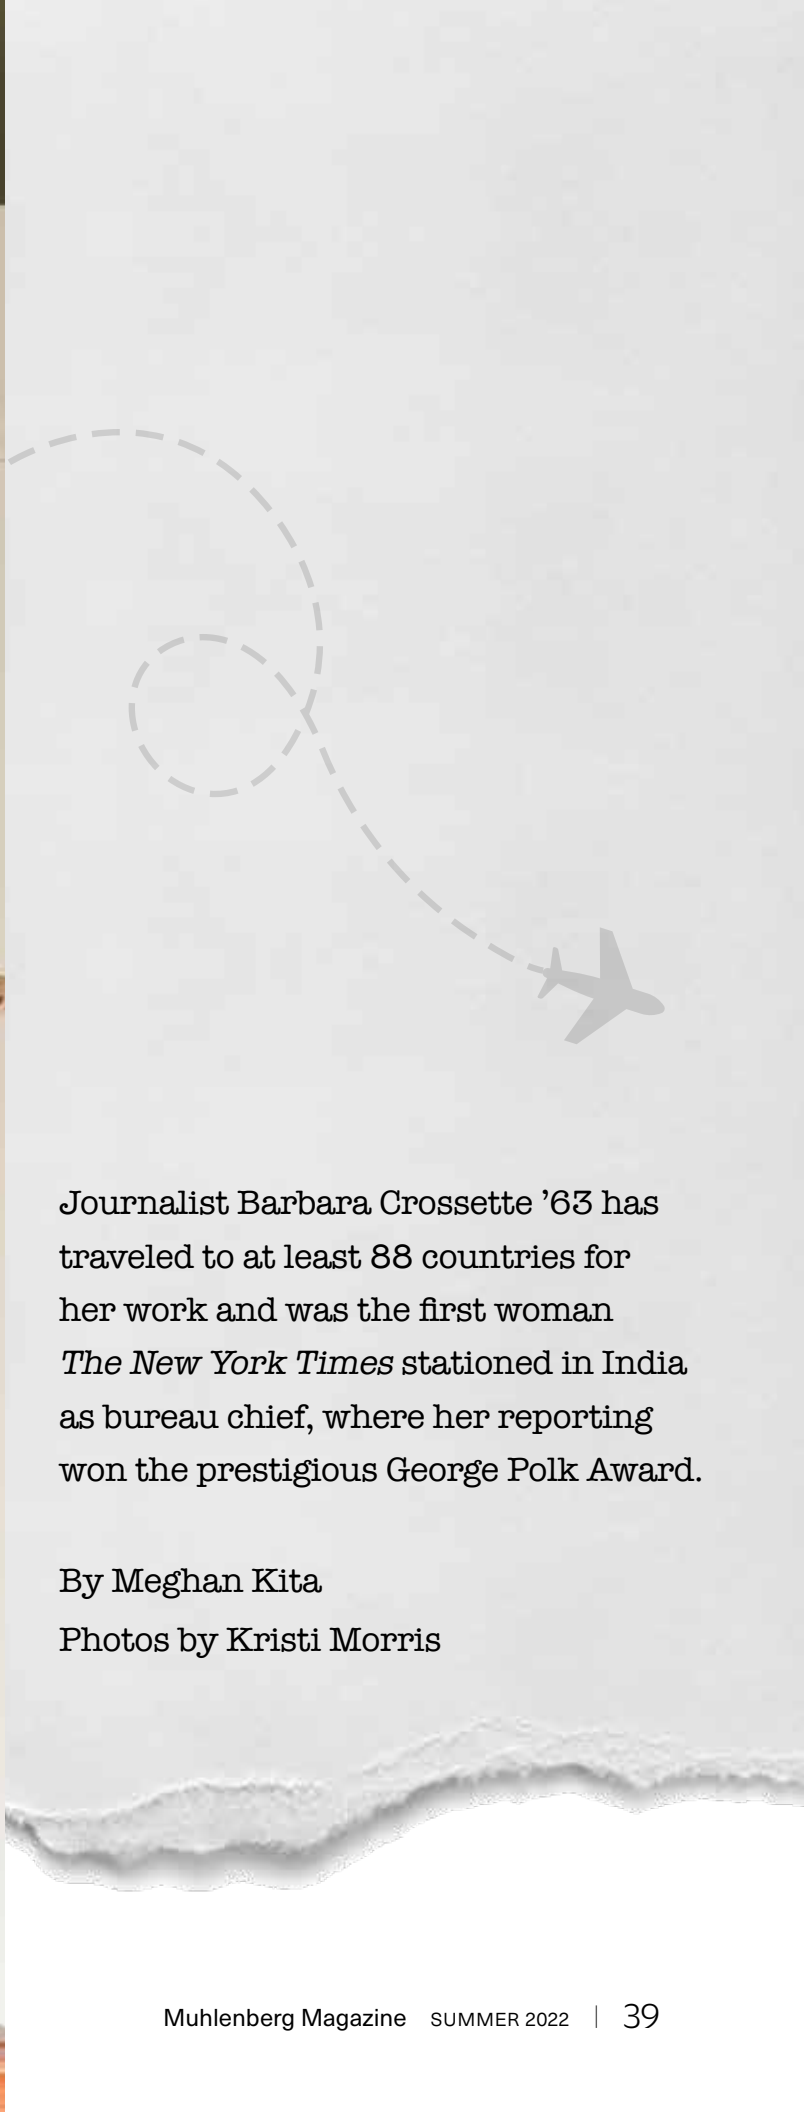 Journalist Barbara Crossette ’63 has
traveled to at least 88 countries for
her work and was the first woman
The New York Times stationed in India
as bureau chief, where her reporting
won the prestigious George Polk Award.
By Meghan Kita
Photos by Kristi Morris
Muhlenberg Magazine SUMMER 2022 | 39